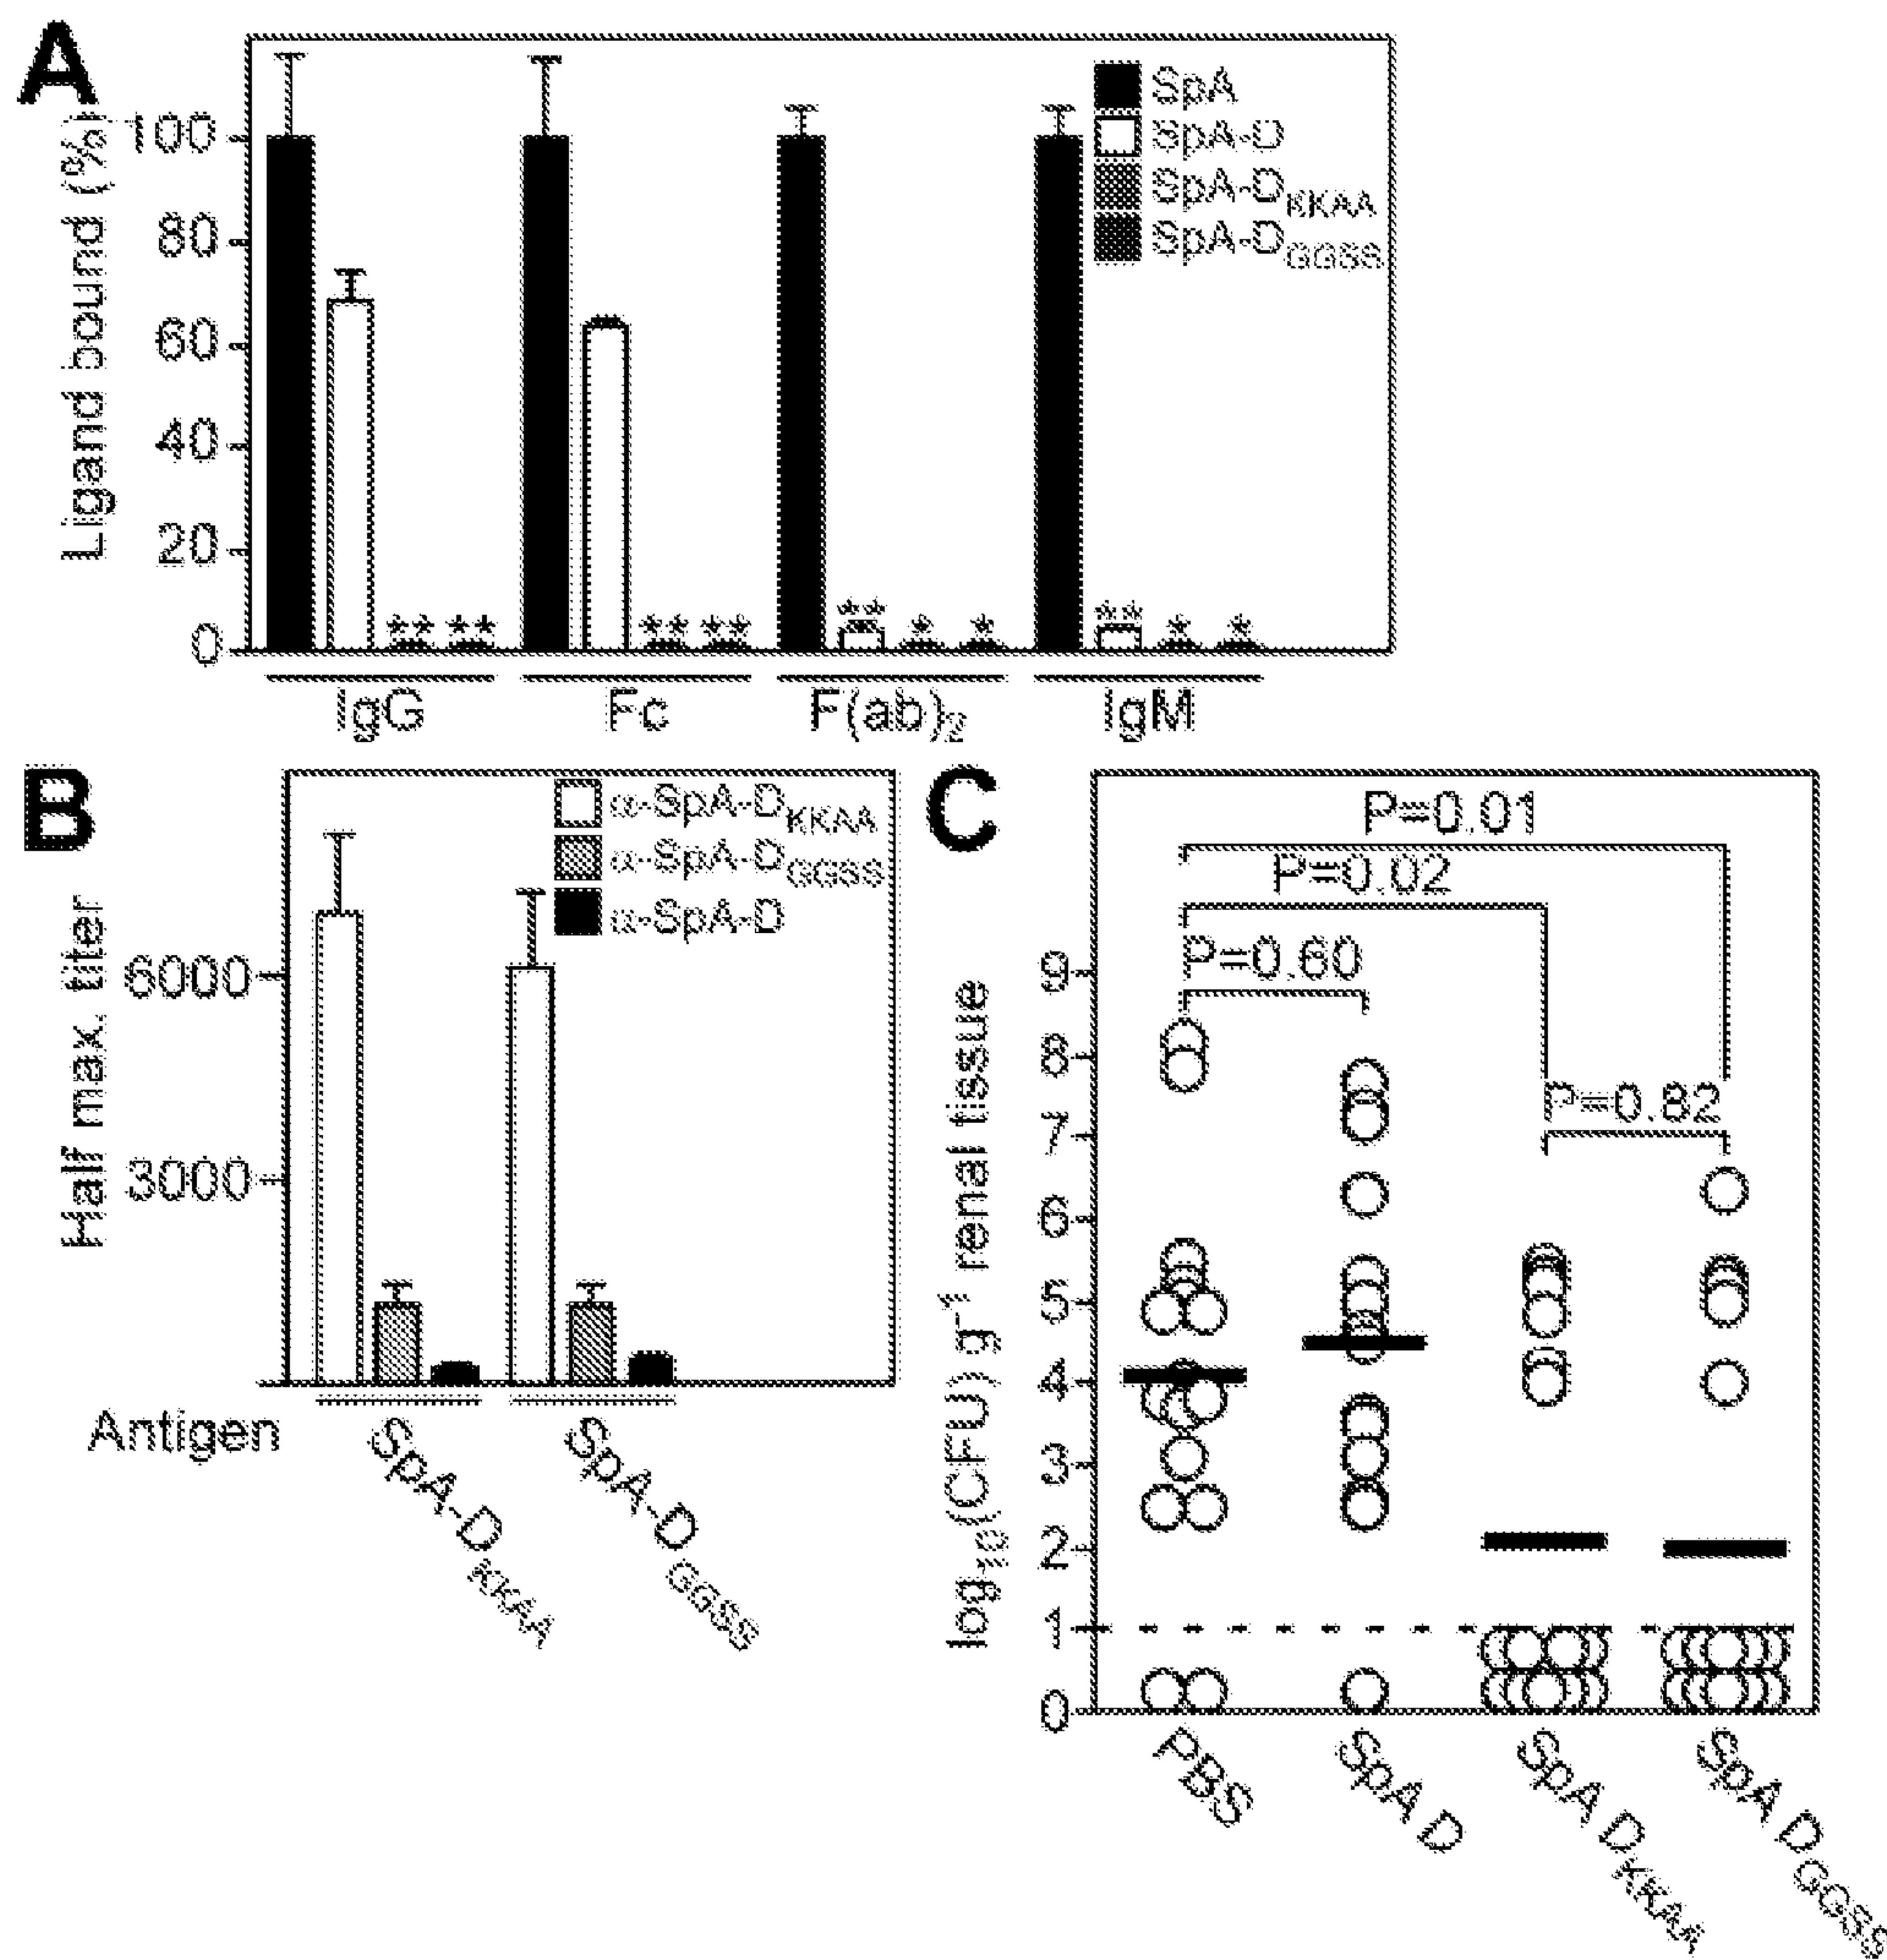 A
Ligand bound (%)
100
80
60
40
20
0
SpA
SpA-D
SpA-DKKAA
SpA-DGGSS
** **
** **
** * *
** * *
IgG Fc F(ab)2 IgM
B
Half max. titer
6000
3000
α-SpA-DKKAA
α-SpA-DGGSS
α-SpA-D
Antigen
SpA-DKKAA
SpA-DGGSS
C
log10(CFU) g-1 renal tissue
9
8
7
6
5
4
3
2
1
0
P=0.01
P=0.02
P=0.60
P=0.82
PBS
SpA D
SpA DKKAA
SpA DGGSS